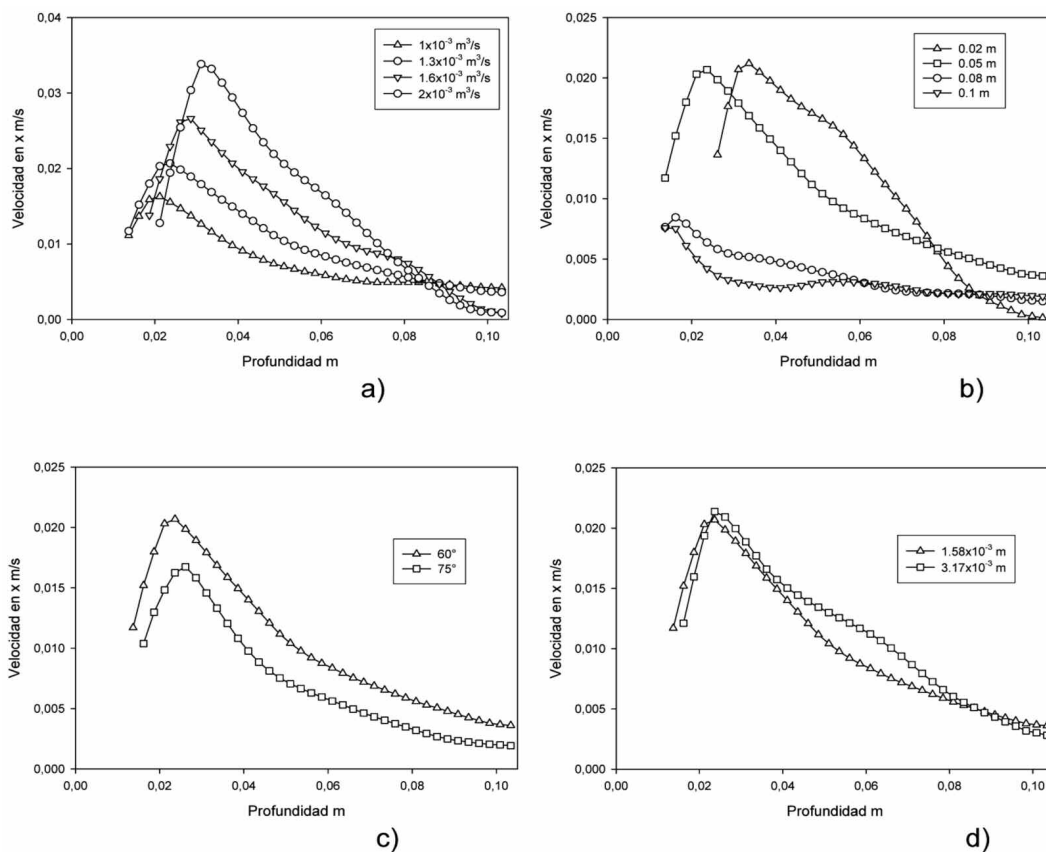 0,04
0,03
0,02
0,01
0,00
Velocidad en x m/s
1x10⁻³ m³/s
1.3x10⁻³ m³/s
1.6x10⁻³ m³/s
2x10⁻³ m³/s
0,00 0,02 0,04 0,06 0,08 0,10
Profundidad m
a)
0,025
0,020
0,015
0,010
0,005
0,000
Velocidad en x m/s
0.02 m
0.05 m
0.08 m
0.1 m
0,00 0,02 0,04 0,06 0,08 0,10
Profundidad m
b)
0,025
0,020
0,015
0,010
0,005
0,000
Velocidad en x m/s
60°
75°
0,00 0,02 0,04 0,06 0,08 0,10
Profundidad m
c)
0,025
0,020
0,015
0,010
0,005
0,000
Velocidad en x m/s
1.58x10⁻³ m
3.17x10⁻³ m
0,00 0,02 0,04 0,06 0,08 0,10
Profundidad m
d)